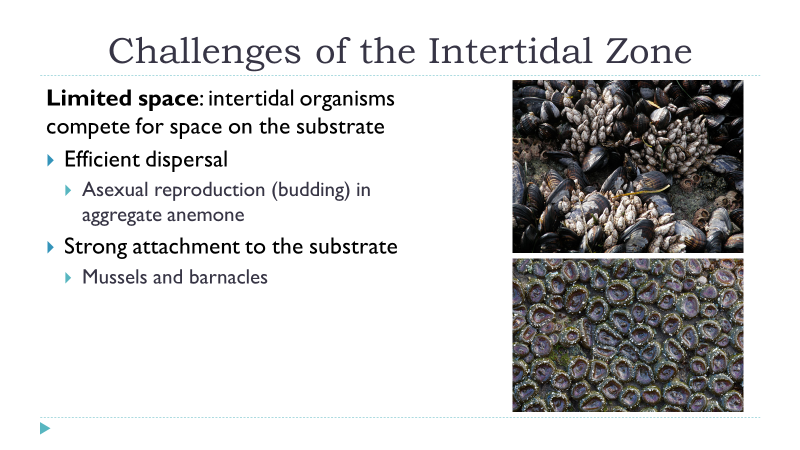 Challenges of the Intertidal Zone
Limited space: intertidal organisms
compete for space on the substrate
Efficient dispersal
Asexual reproduction (budding) in
aggregate anemone
Strong attachment to the substrate
Mussels and barnacles